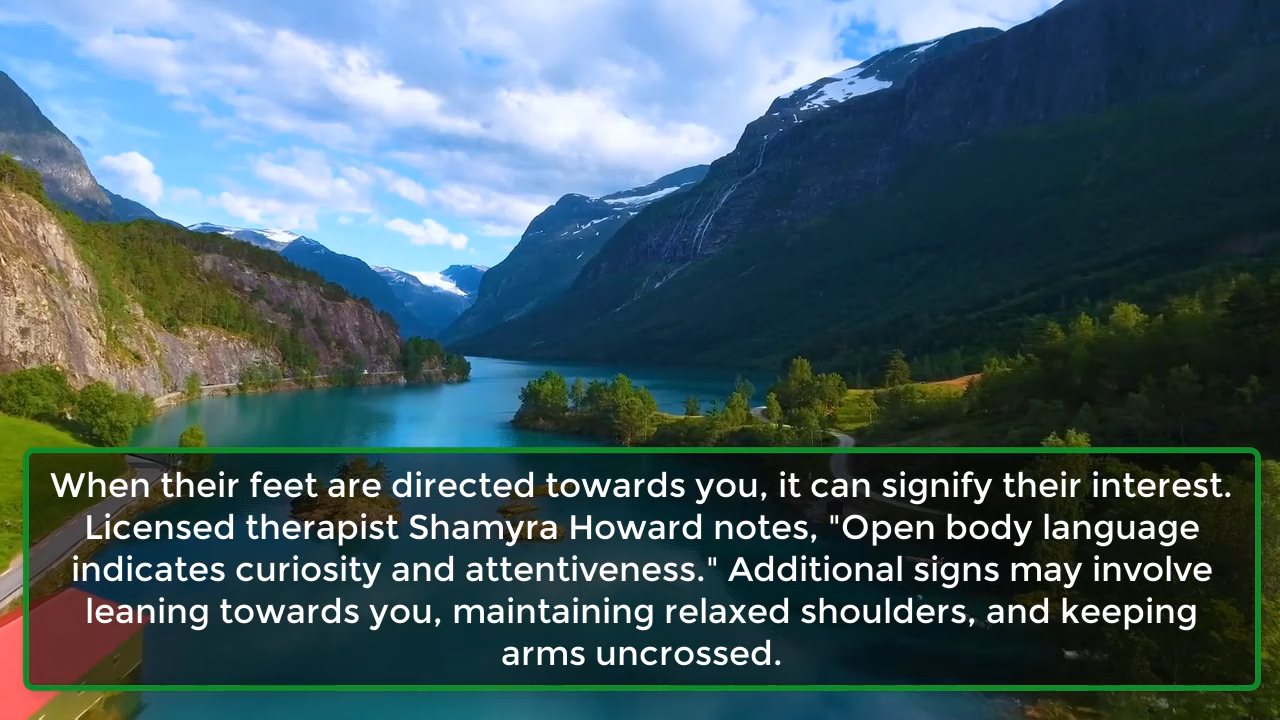 When their feet are directed towards you, it can signify their interest.
Licensed therapist Shamyra Howard notes, "Open body language
indicates curiosity and attentiveness." Additional signs may involve
leaning towards you, maintaining relaxed shoulders, and keeping
arms uncrossed.